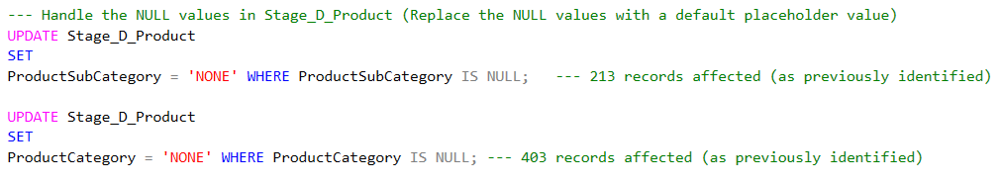 --- Handle the NULL values in Stage_D_Product (Replace the NULL values with a default placeholder value)
UPDATE Stage_D_Product
SET
ProductSubCategory = 'NONE' WHERE ProductSubCategory IS NULL;   --- 213 records affected (as previously identified)
UPDATE Stage_D_Product
SET
ProductCategory = 'NONE' WHERE ProductCategory IS NULL; --- 403 records affected (as previously identified)